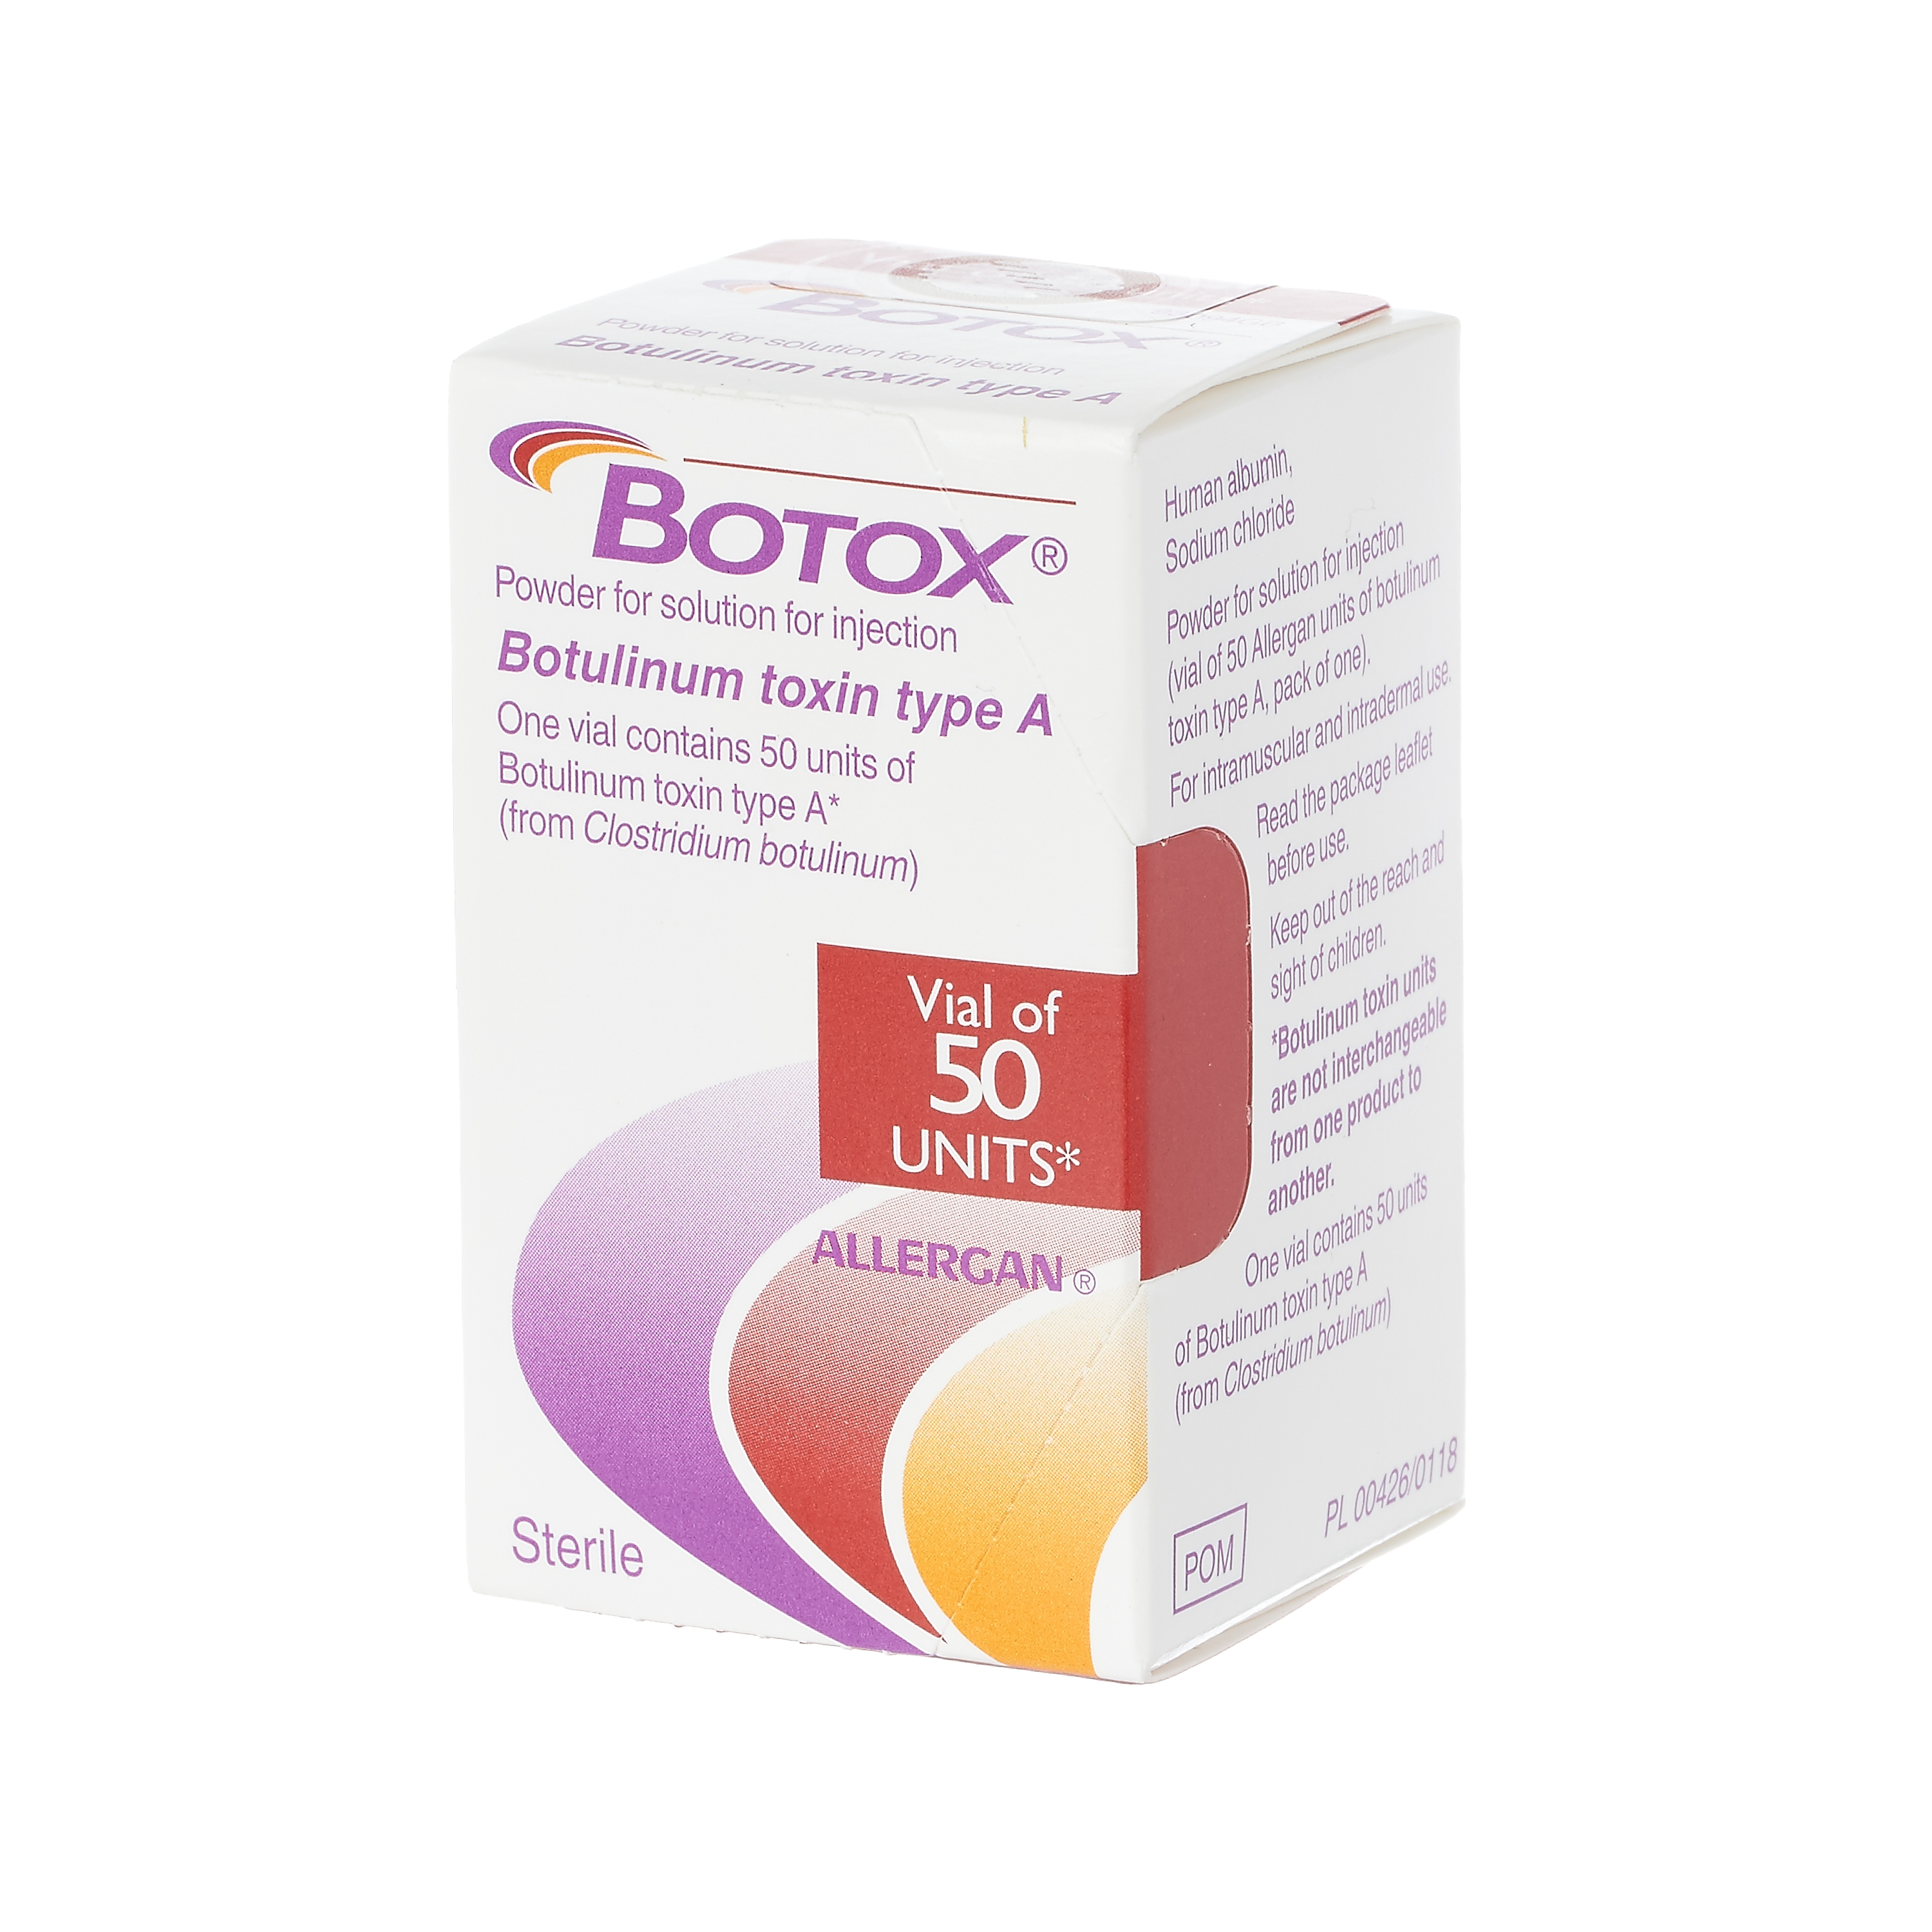 BOTOX®
Powder for solution for injection
Botulinum toxin type A
BOTOX®
Powder for solution for injection
Botulinum toxin type A
One vial contains 50 units of
Botulinum toxin type A*
(from Clostridium botulinum)
Vial of
50
UNITS*
ALLERGAN®
Sterile
Human albumin,
Sodium chloride
Powder for solution for injection
(vial of 50 Allergan units of botulinum
toxin type A, pack of one).
For intramuscular and intradermal use.
Read the package leaflet
before use.
Keep out of the reach and
sight of children.
*Botulinum toxin units
are not interchangeable
from one product to
another.
One vial contains 50 units
of Botulinum toxin type A
(from Clostridium botulinum)
PL 00426/0118
POM